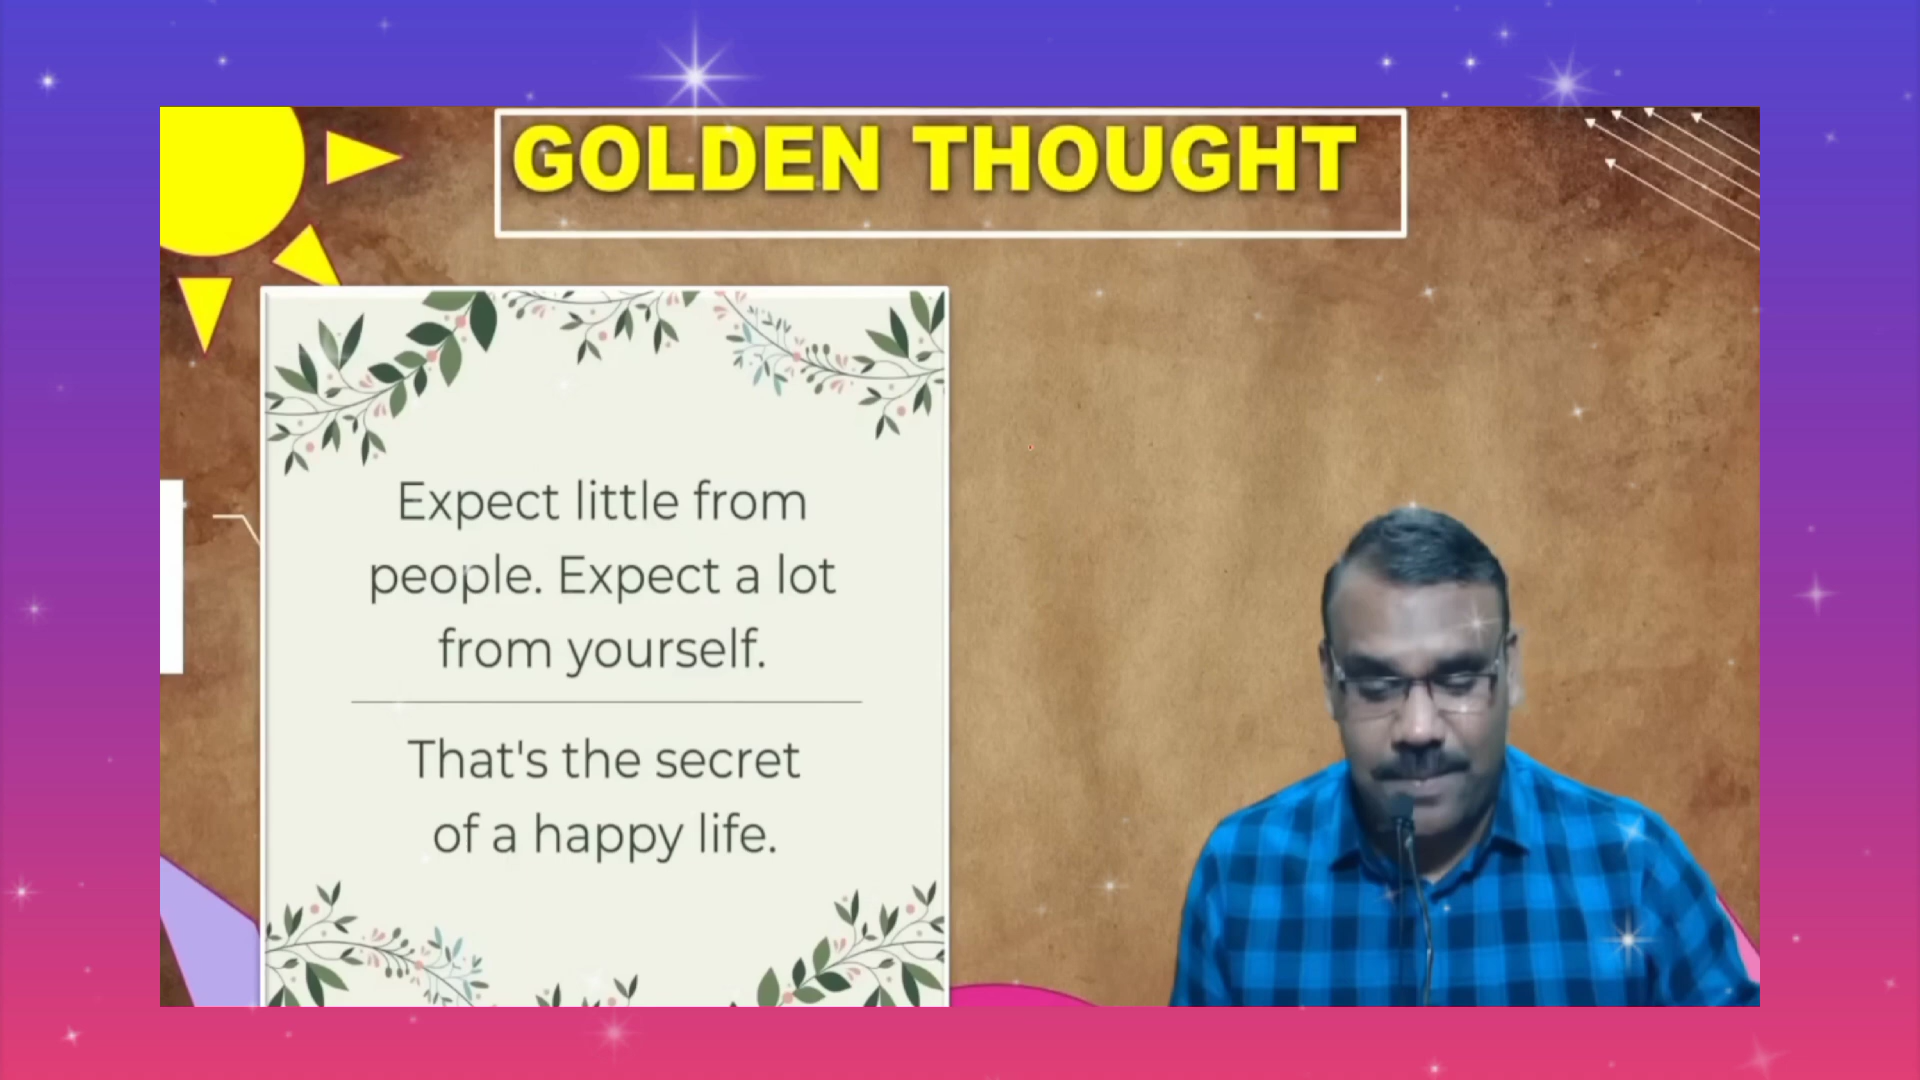 GOLDEN THOUGHT
Expect little from
people. Expect a lot
from yourself.
That's the secret
of a happy life.